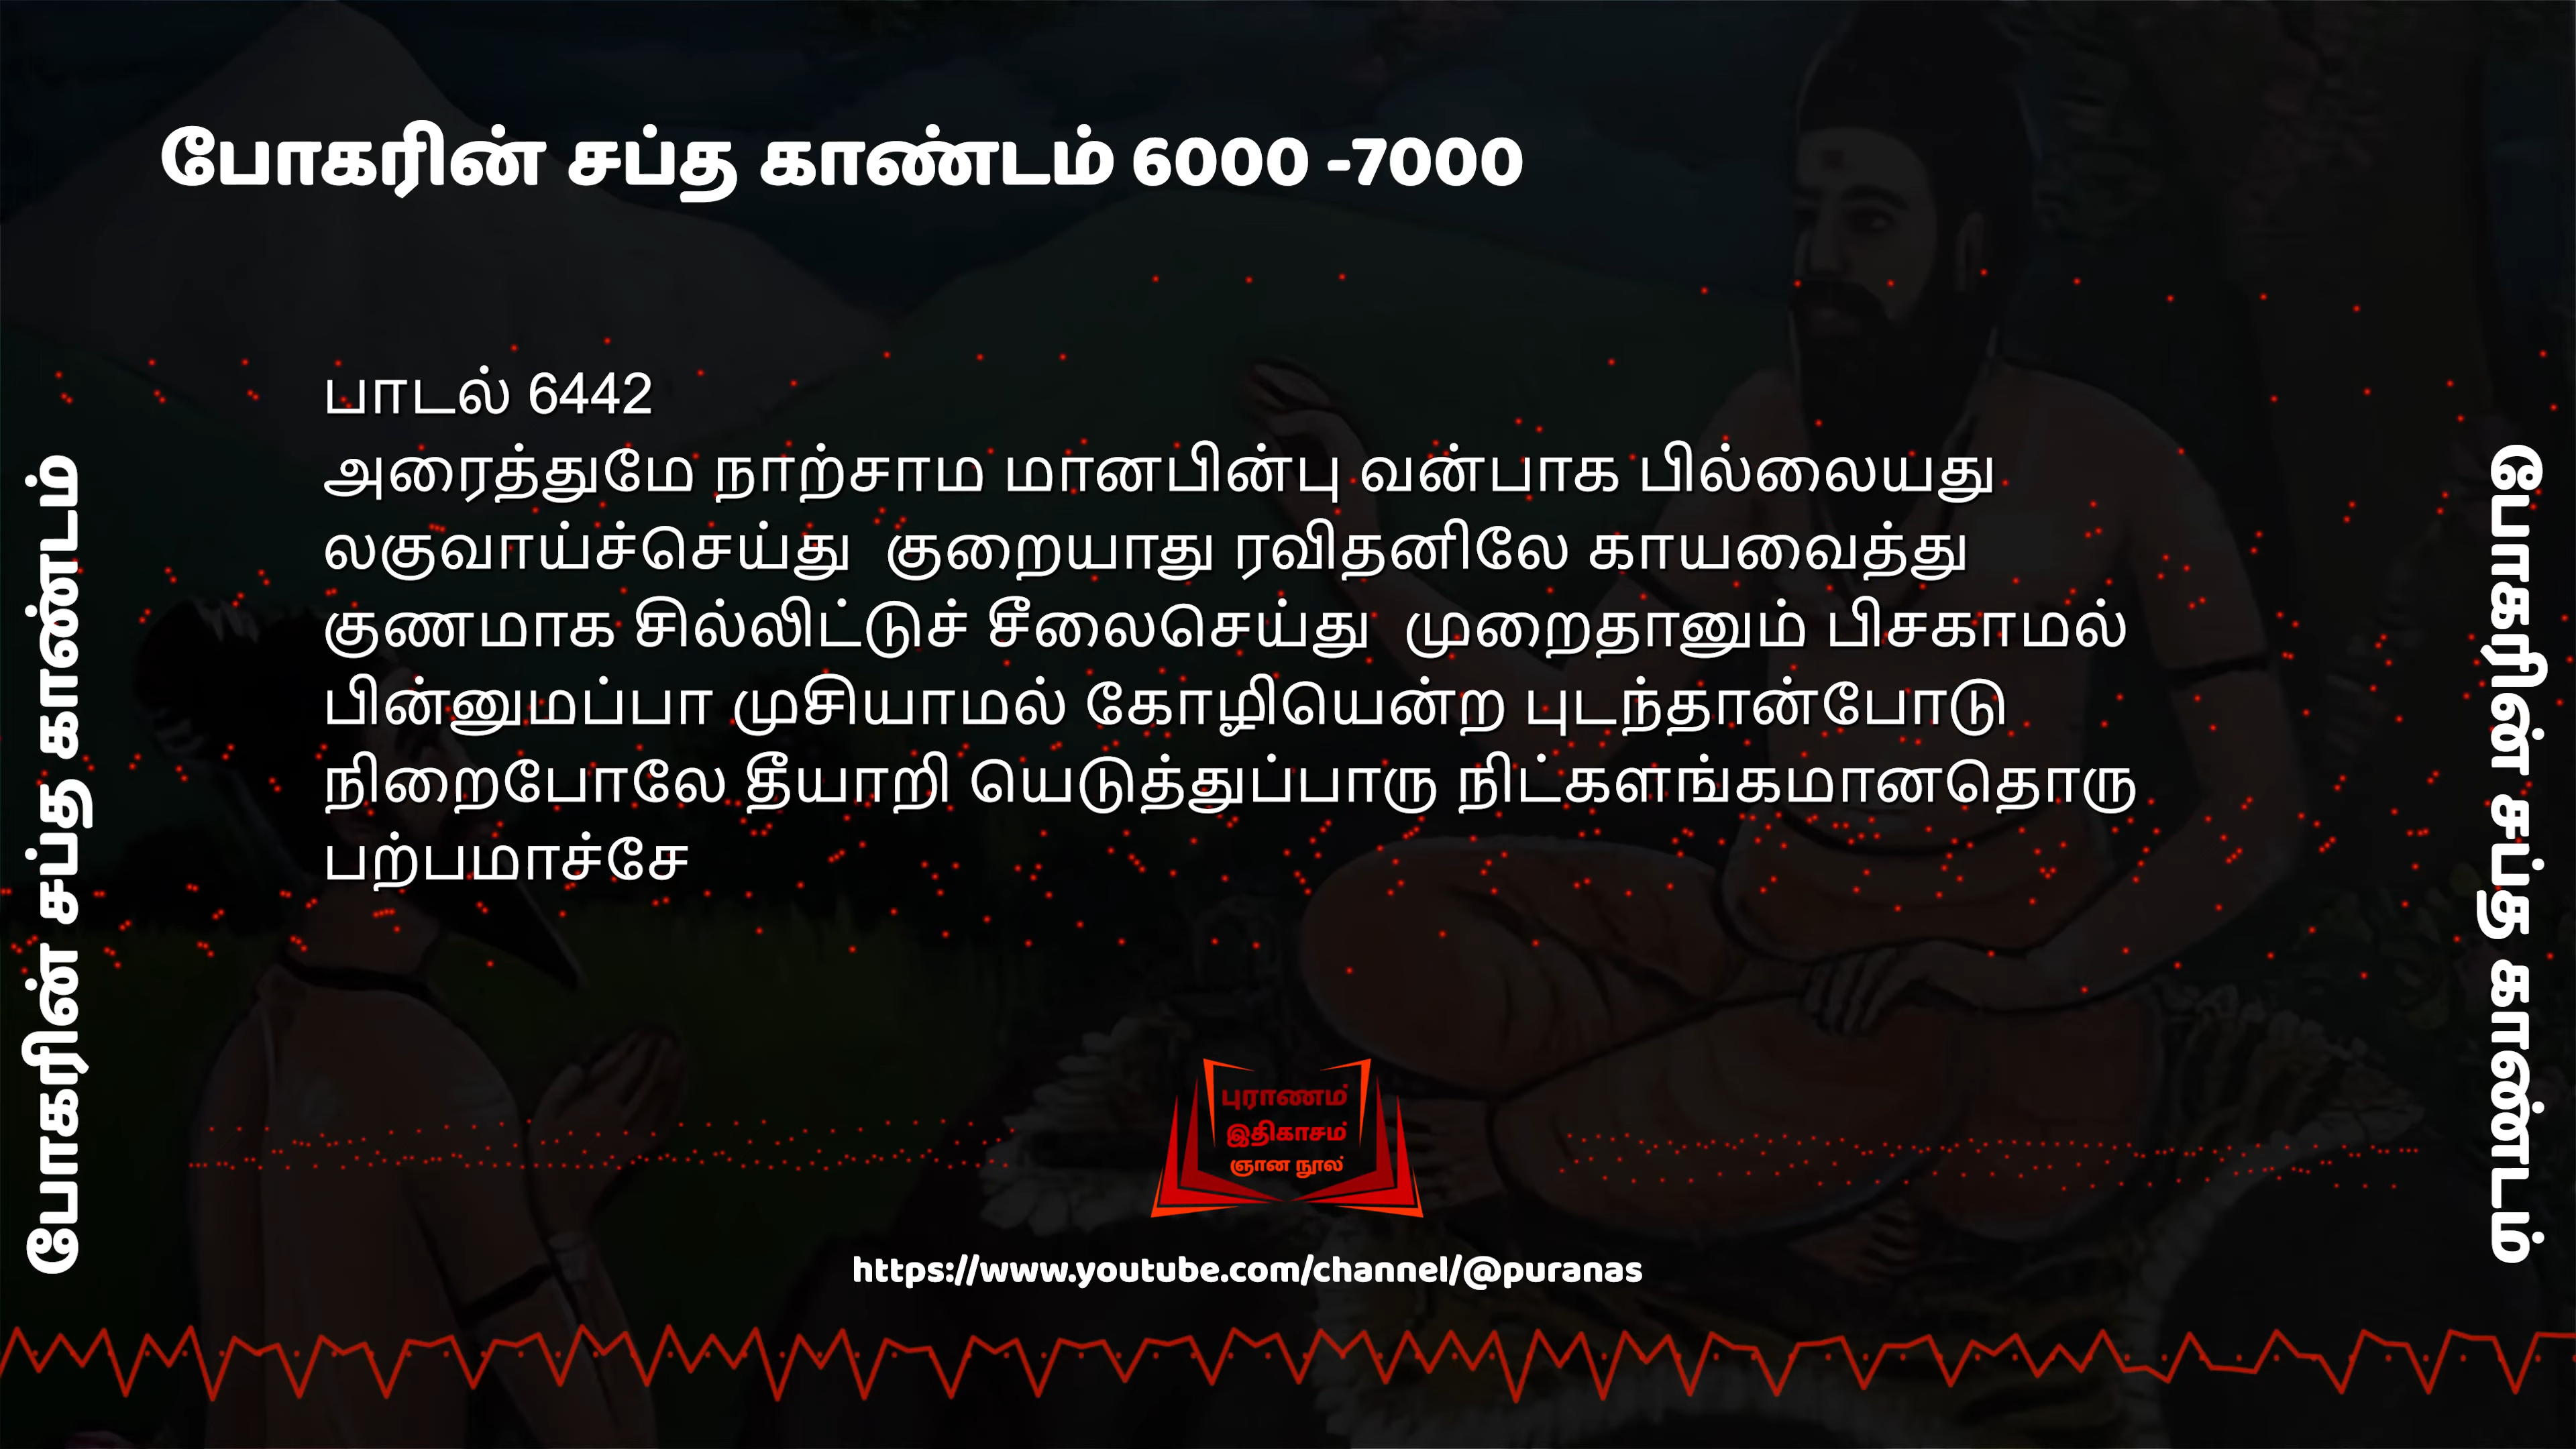 போகரின் சப்த காண்டம் 6000 -7000
பாடல் 6442
அரைத்துமே நாற்சாம மானபின்பு வன்பாக பில்லையது
லகுவாய்ச்செய்து குறையாது ரவிதனிலே காயவைத்து
குணமாக சில்லிட்டுச் சீலைசெய்து முறைதானும் பிசகாமல்
பின்னுமப்பா முசியாமல் கோழியென்ற புடந்தான்போடு
நிறைபோலே தீயாறி யெடுத்துப்பாரு நிட்களங்கமானதொரு
பற்பமாச்சே
போகரின் சப்த காண்டம்
போகரின் சப்த காண்டம்
புராணம்
இதிகாசம்
ஞான நூல்
https://www.youtube.com/channel/@puranas